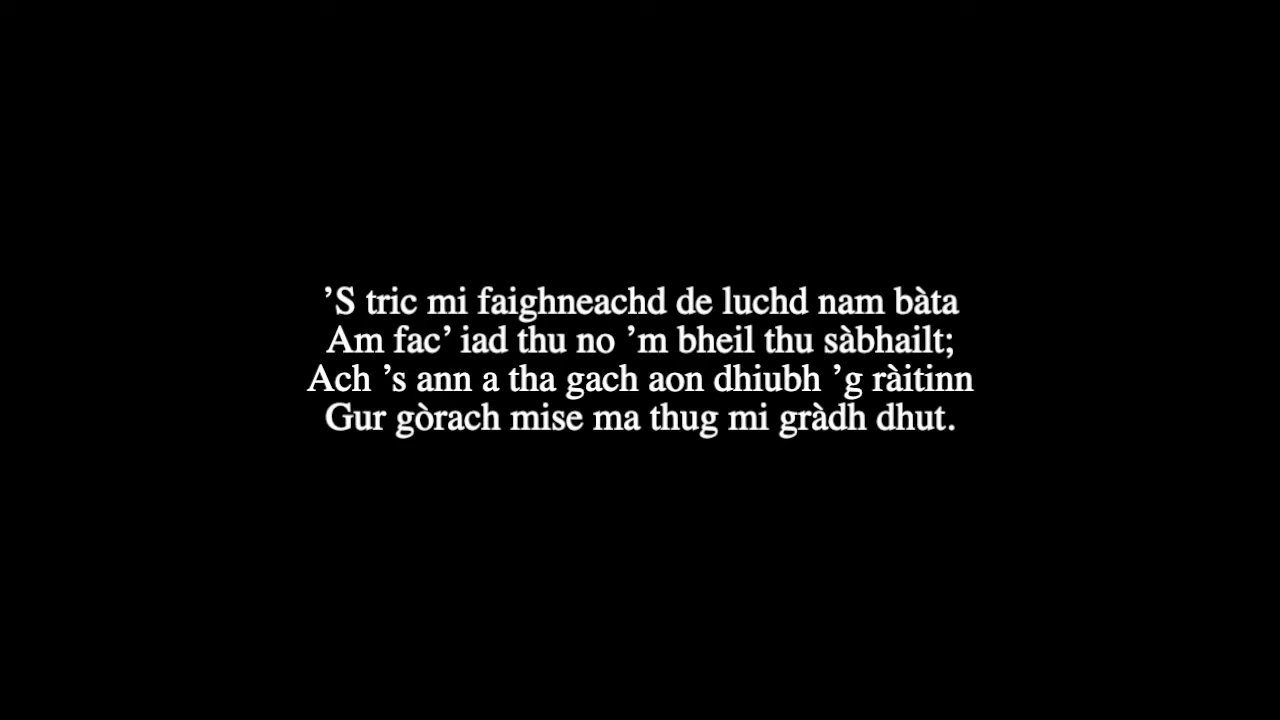 ’S tric mi faighneachd de luchd nam bàta
Am fac’ iad thu no ’m bheil thu sàbhailt;
Ach ’s ann a tha gach aon dhiubh ’g ràitinn
Gur gòrach mise ma thug mi gràdh dhut.